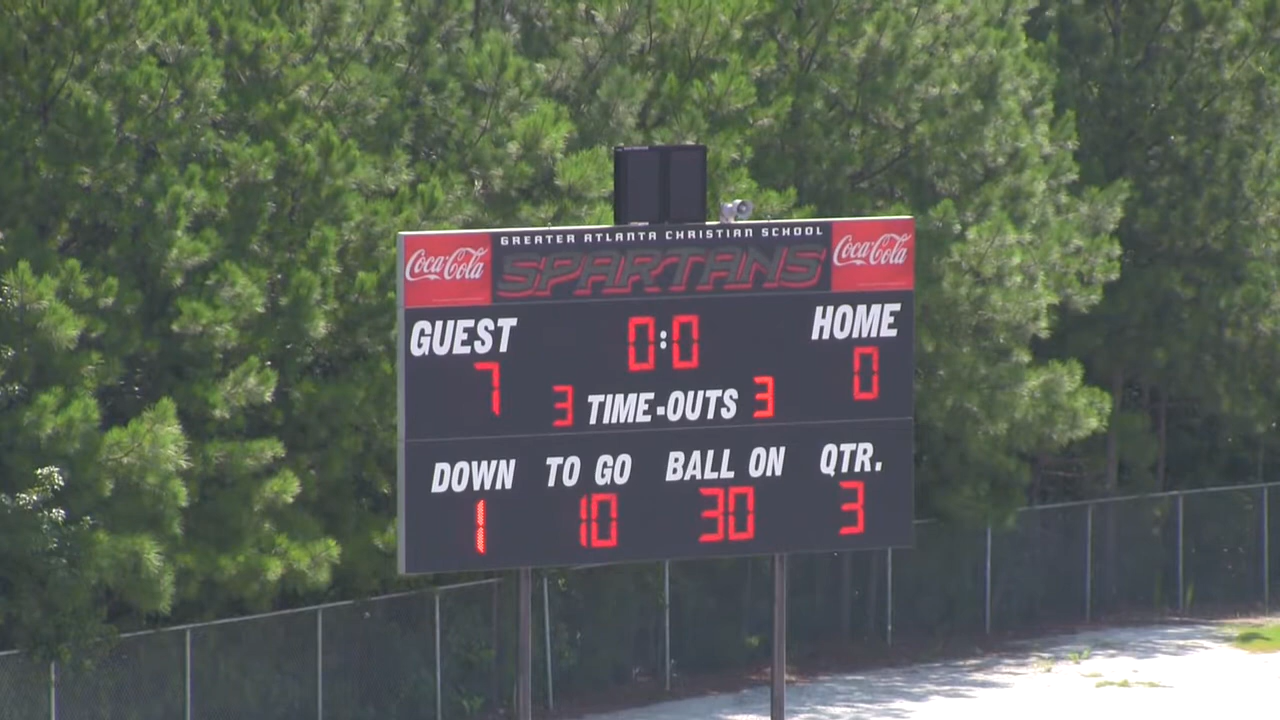 GREATER ATLANTA CHRISTIAN SCHOOL
Coca-Cola SPARTANS Coca-Cola
GUEST 0:0 HOME
7 3 TIME-OUTS 3 0
DOWN TO GO BALL ON QTR.
1 10 30 3